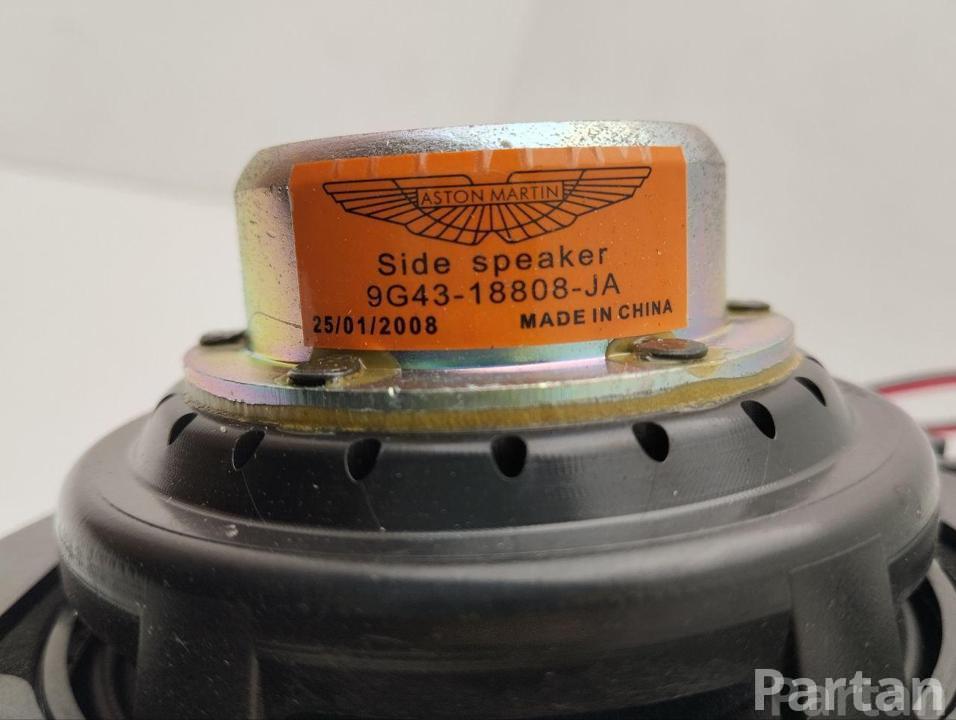 ASTON MARTIN
Side speaker
9G43-18808-JA
25/01/2008 MADE IN CHINA
Partan